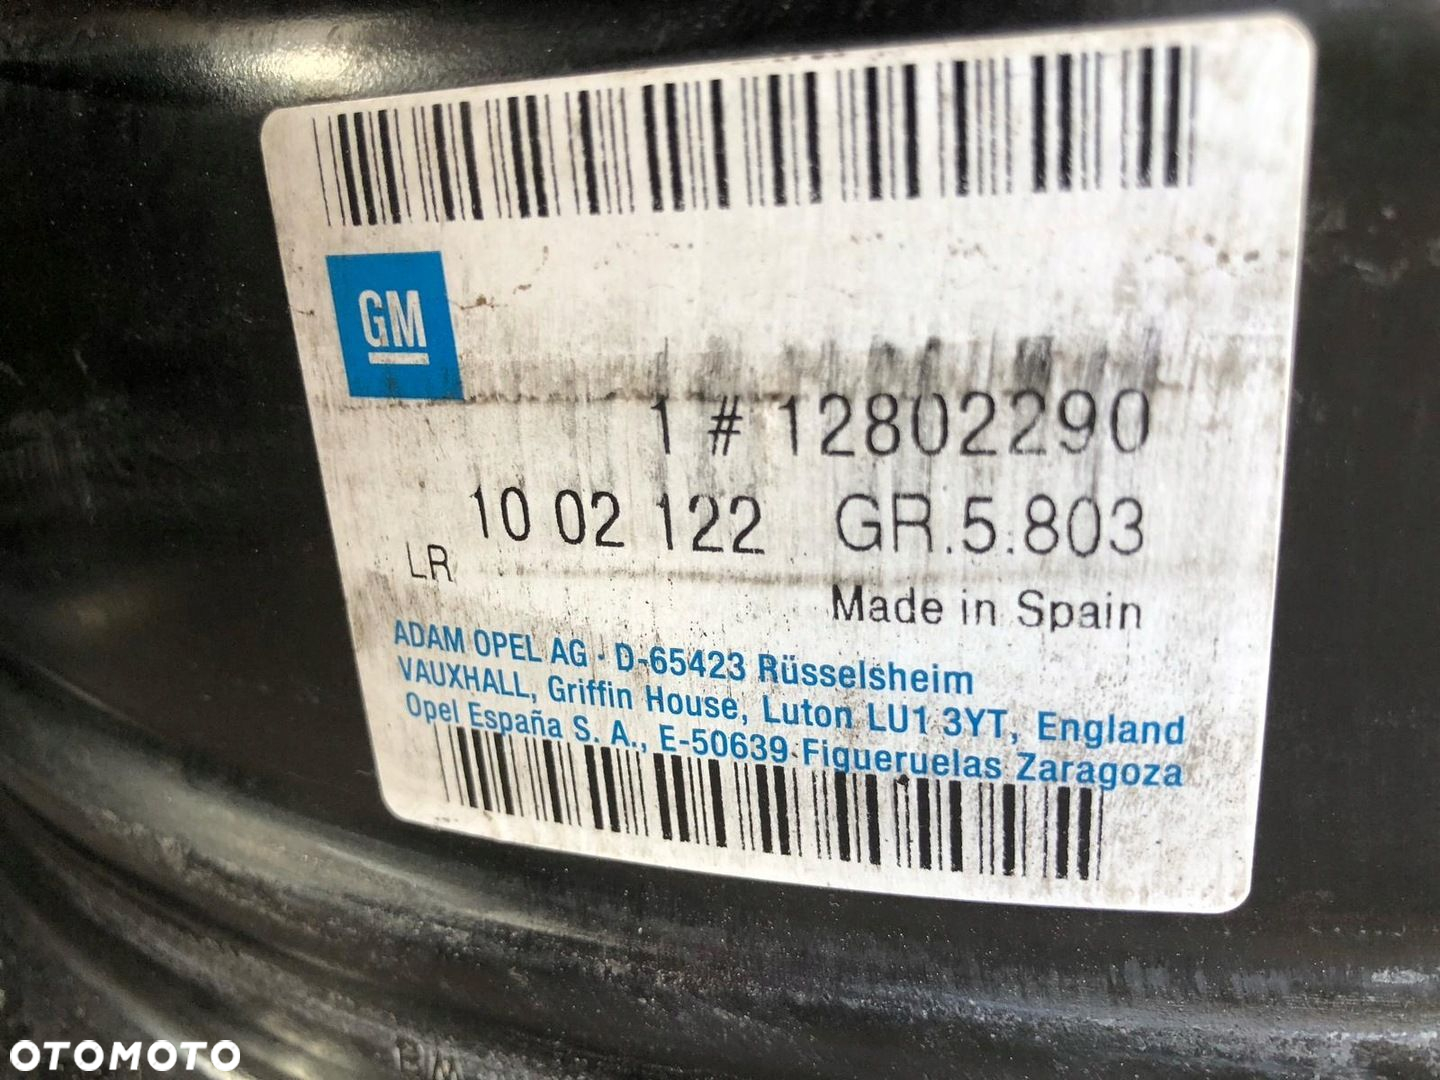 GM
1 # 12802290
10 02 122 GR.5.803
LR
Made in Spain
ADAM OPEL AG · D-65423 Rüsselsheim
VAUXHALL, Griffin House, Luton LU1 3YT, England
Opel España S. A., E-50639 Figueruelas Zaragoza
OTOMOTO